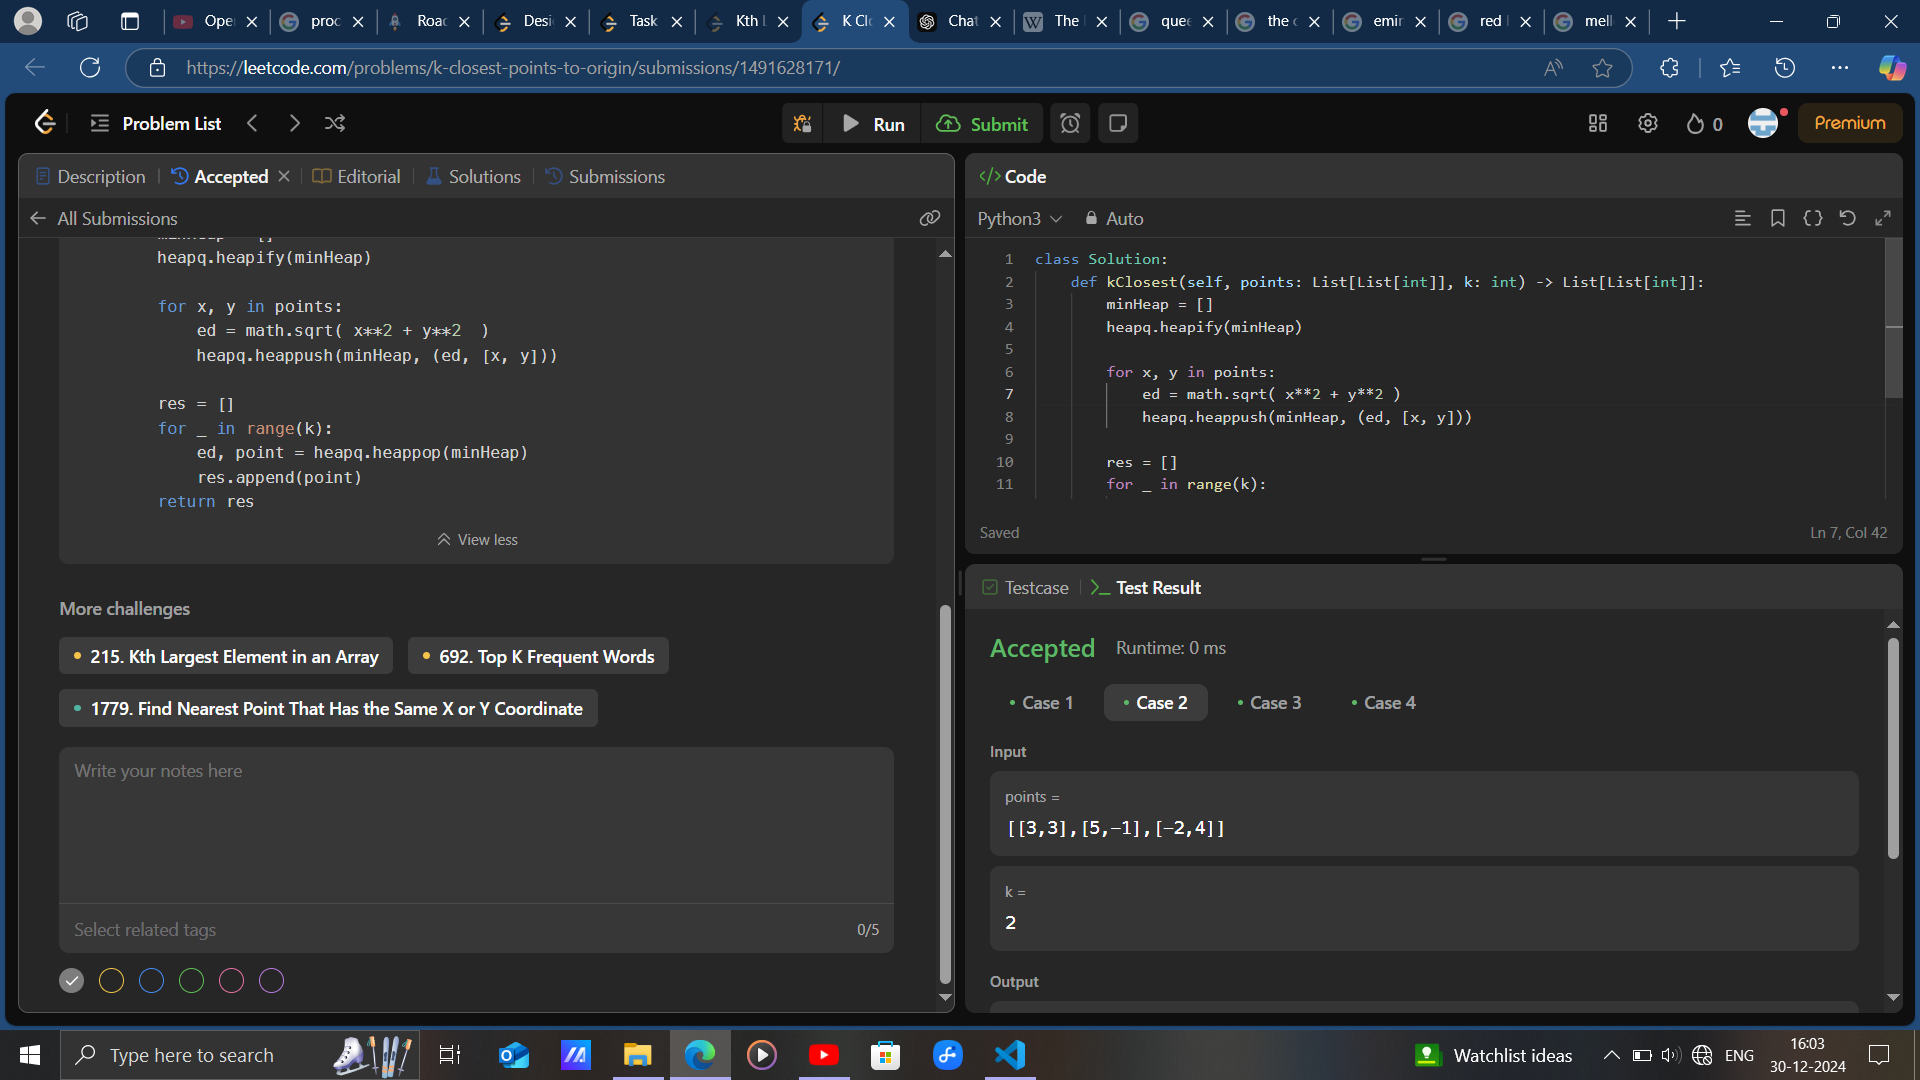 Ope
proc
Roac
Desi
Task
Kth L
K Clo
Chat
The
quee
the c
emir
red
mell
https://leetcode.com/problems/k-closest-points-to-origin/submissions/1491628171/
Problem List
Run
Submit
0
Premium
Description
Accepted
Editorial
Solutions
Submissions
All Submissions
heapq.heapify(minHeap)
for x, y in points:
ed = math.sqrt( x**2 + y**2  )
heapq.heappush(minHeap, (ed, [x, y]))
res = []
for _ in range(k):
ed, point = heapq.heappop(minHeap)
res.append(point)
return res
View less
More challenges
215. Kth Largest Element in an Array
692. Top K Frequent Words
1779. Find Nearest Point That Has the Same X or Y Coordinate
Write your notes here
Select related tags
0/5
</> Code
Python3
Auto
1 class Solution:
2 def kClosest(self, points: List[List[int]], k: int) -> List[List[int]]:
3 minHeap = []
4 heapq.heapify(minHeap)
5
6 for x, y in points:
7 ed = math.sqrt( x**2 + y**2 )
8 heapq.heappush(minHeap, (ed, [x, y]))
9
10 res = []
11 for _ in range(k):
Saved
Ln 7, Col 42
Testcase
Test Result
Accepted
Runtime: 0 ms
Case 1
Case 2
Case 3
Case 4
Input
points =
[[3,3],[5,-1],[-2,4]]
k =
2
Output
Type here to search
Watchlist ideas
ENG
16:03
30-12-2024